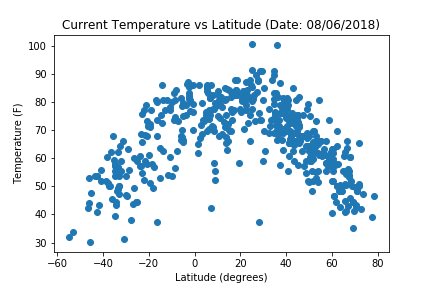 Current Temperature vs Latitude (Date: 08/06/2018)
100
90
80
70
60
50
40
30
Temperature (F)
−60 −40 −20 0 20 40 60 80
Latitude (degrees)